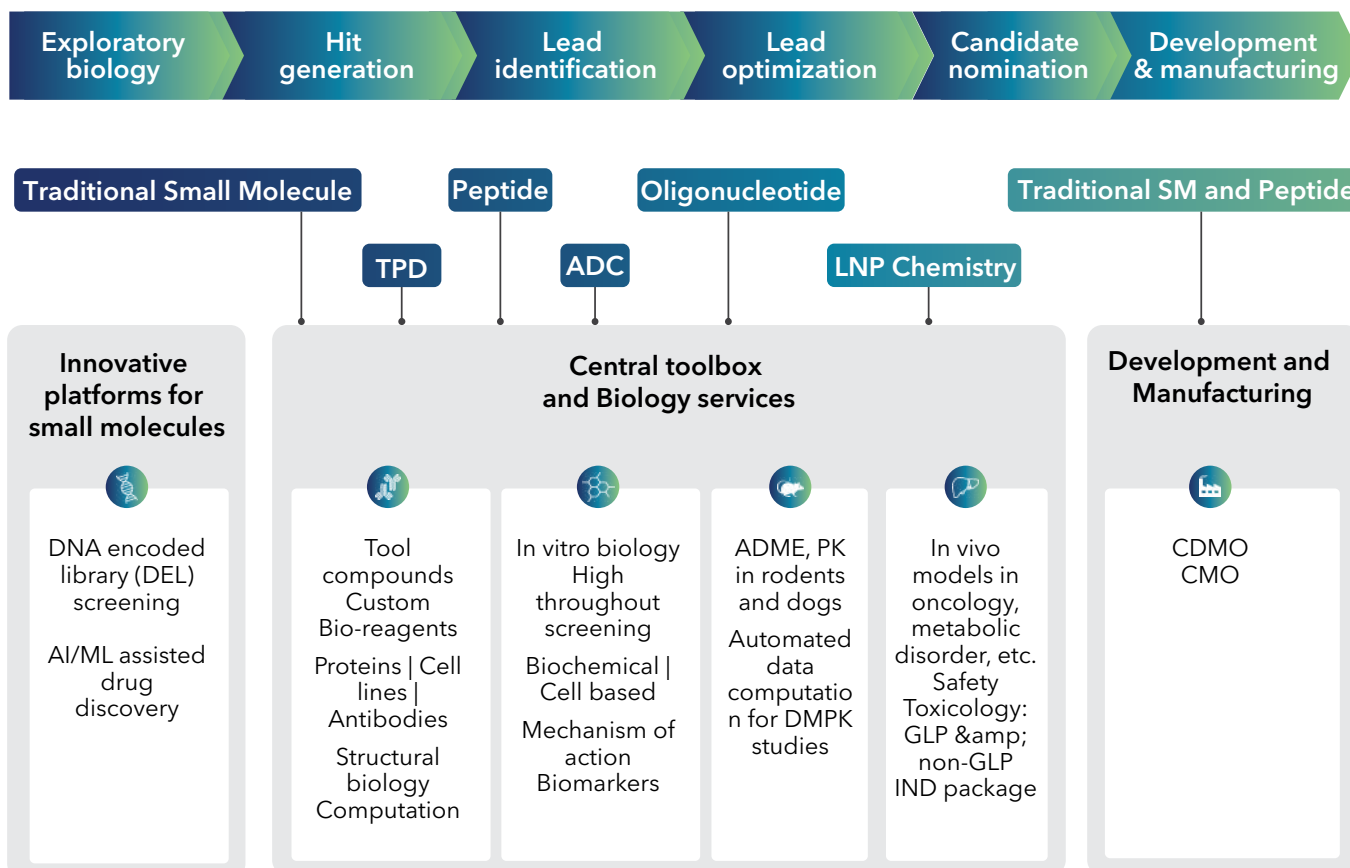 Exploratory
biology
Hit
generation
Lead
identification
Lead
optimization
Candidate
nomination
Development
& manufacturing
Traditional Small Molecule
Peptide
Oligonucleotide
Traditional SM and Peptide
TPD
ADC
LNP Chemistry
Innovative
platforms for
small molecules
DNA encoded
library (DEL)
screening
AI/ML assisted
drug
discovery
Central toolbox
and Biology services
Tool
compounds
Custom
Bio-reagents
Proteins | Cell
lines |
Antibodies
Structural
biology
Computation
In vitro biology
High
throughout
screening
Biochemical |
Cell based
Mechanism of
action
Biomarkers
ADME, PK
in rodents
and dogs
Automated
data
computatio
n for DMPK
studies
In vivo
models in
oncology,
metabolic
disorder, etc.
Safety
Toxicology:
GLP &amp;
non-GLP
IND package
Development and
Manufacturing
CDMO
CMO